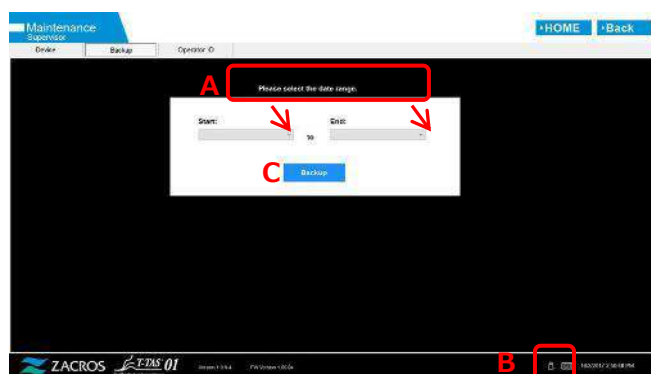 Maintenance
Supervisor
▸HOME
▸Back
Device
Backup
Operator ID
A
Please select the date range.
Start:
End:
to
C
Backup
B
ZACROS
T-TAS 01